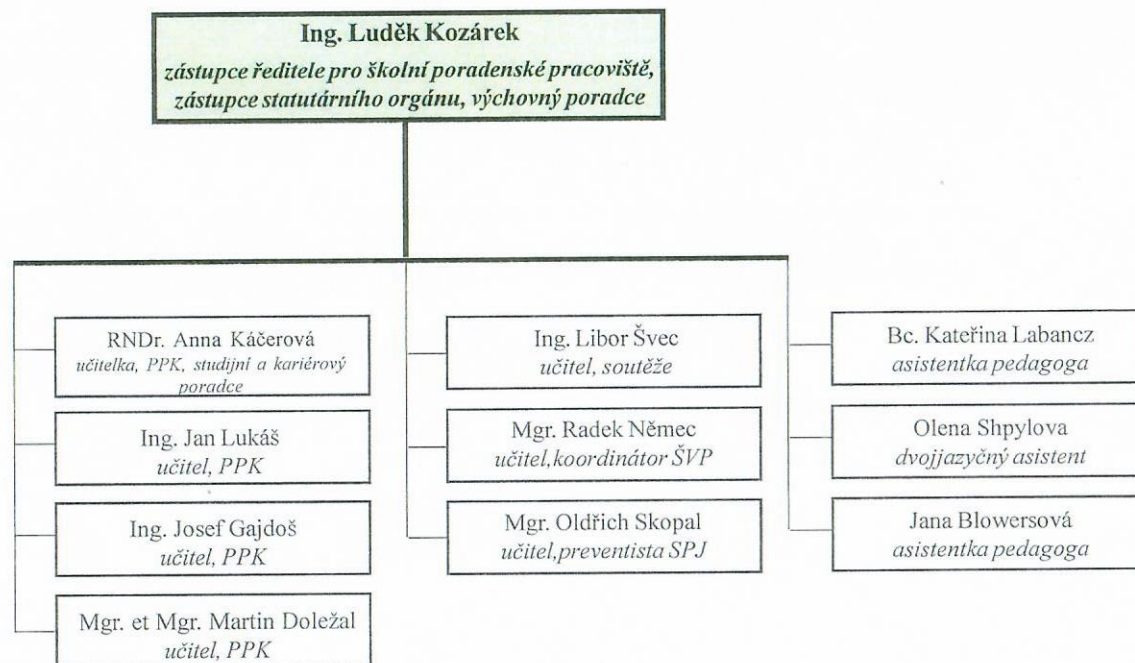 Ing. Luděk Kozárek
zástupce ředitele pro školní poradenské pracoviště,
zástupce statutárního orgánu, výchovný poradce
RNDr. Anna Káčerová
učitelka, PPK, studijní a kariérový
poradce
Ing. Jan Lukáš
učitel, PPK
Ing. Josef Gajdoš
učitel, PPK
Mgr. et Mgr. Martin Doležal
učitel, PPK
Ing. Libor Švec
učitel, soutěže
Mgr. Radek Němec
učitel,koordinátor ŠVP
Mgr. Oldřich Skopal
učitel,preventista SPJ
Bc. Kateřina Labancz
asistentka pedagoga
Olena Shpylova
dvojjazyčný asistent
Jana Blowersová
asistentka pedagoga